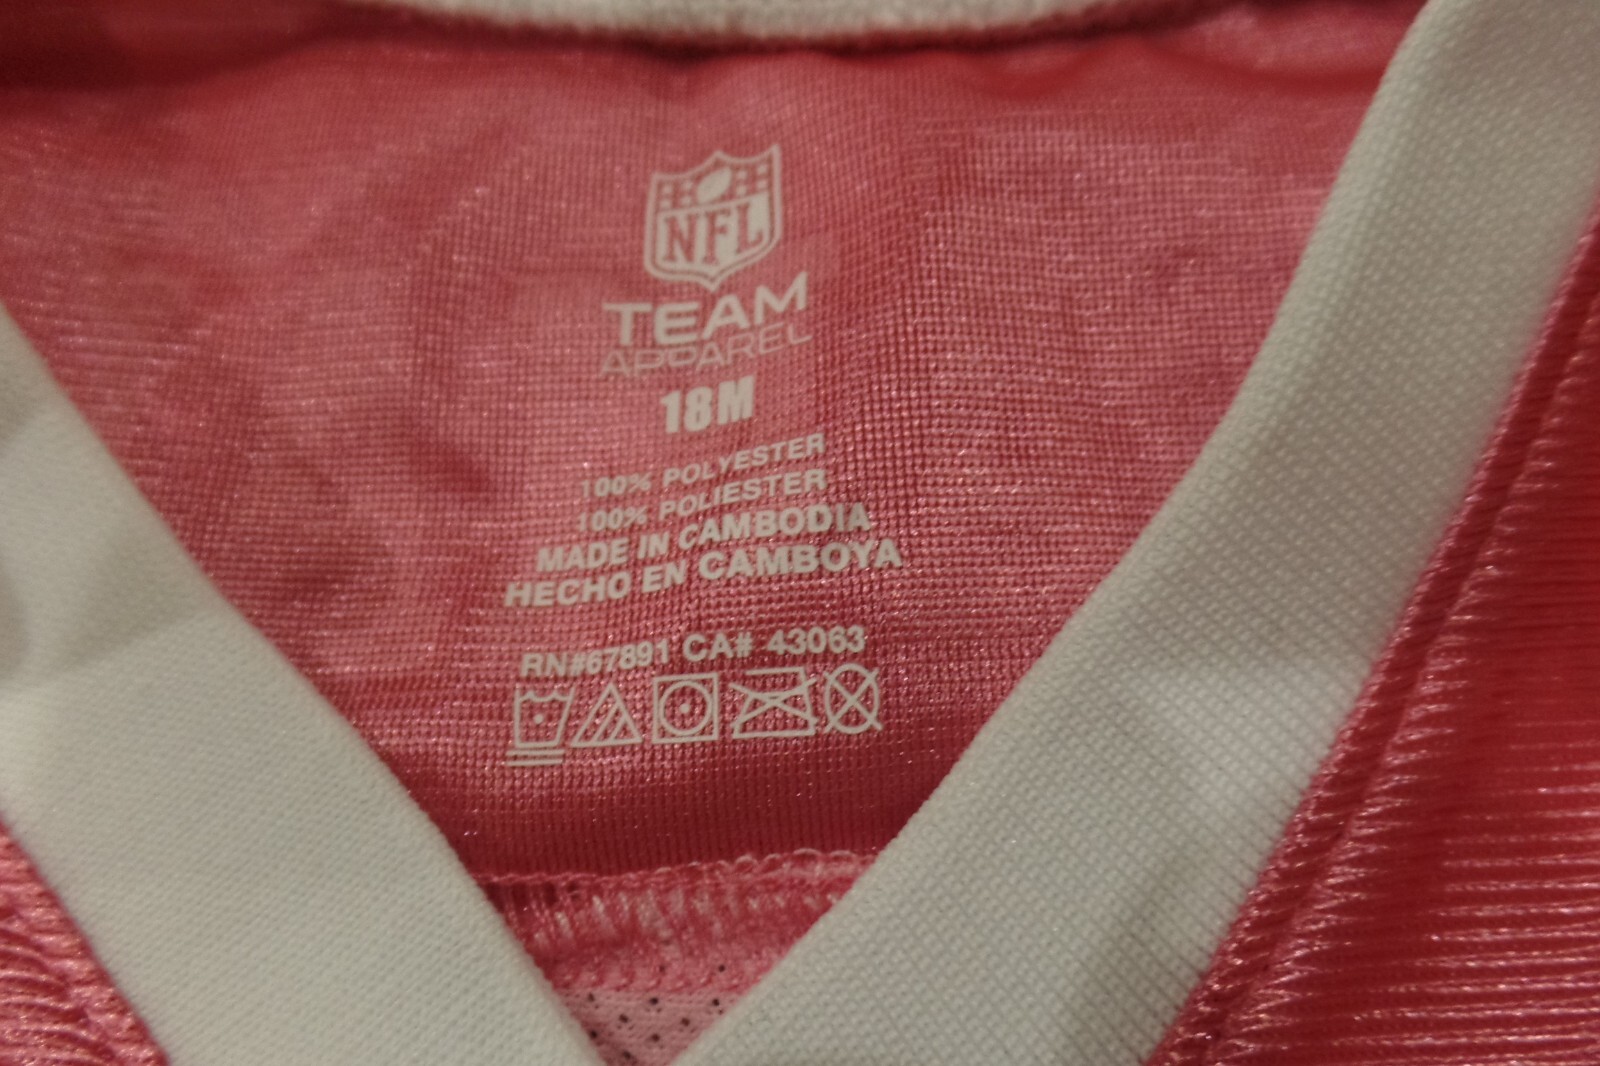 NFL
TEAM
APPAREL
18M
100% POLYESTER
100% POLIESTER
MADE IN CAMBODIA
HECHO EN CAMBOYA
RN#67891 CA# 43063